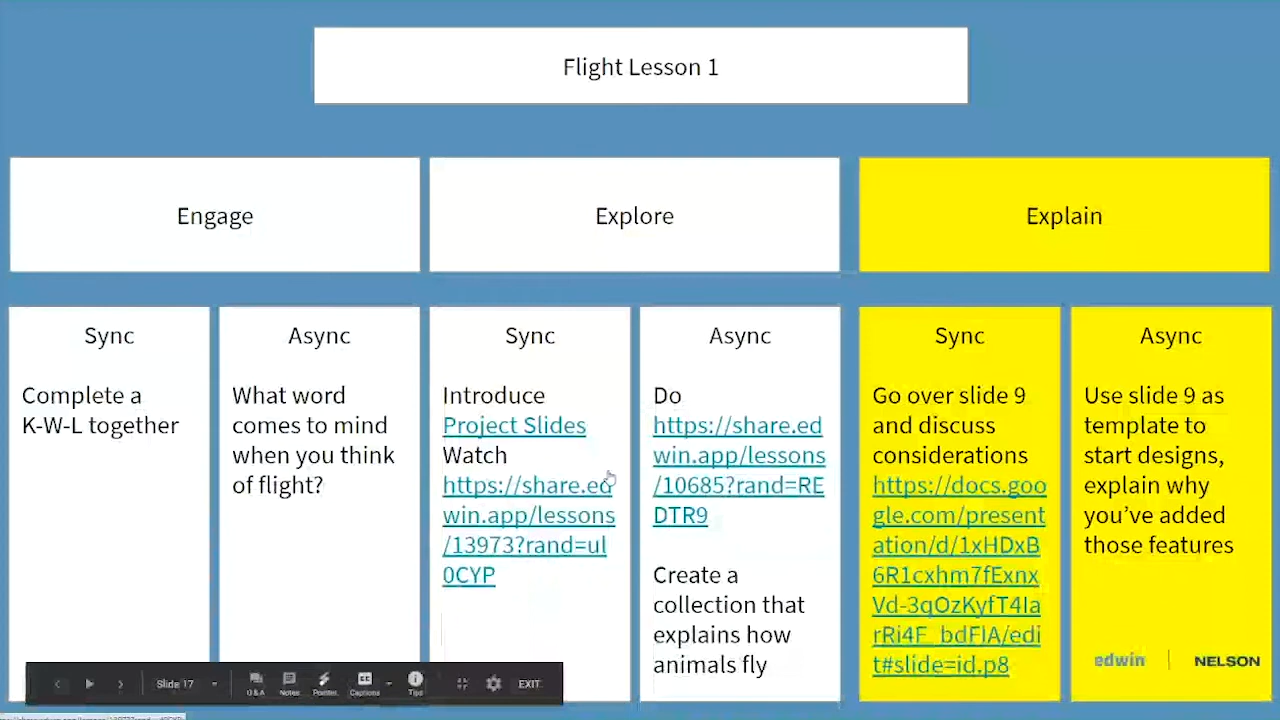 Flight Lesson 1
Engage
Explore
Explain
Sync
Complete a
K-W-L together
Async
What word
comes to mind
when you think
of flight?
Sync
Introduce
Project Slides
Watch
https://share.ed
win.app/lessons
/13973?rand=ul
0CYP
Async
Do
https://share.ed
win.app/lessons
/10685?rand=RE
DTR9
Create a
collection that
explains how
animals fly
Sync
Go over slide 9
and discuss
considerations
https://docs.goo
gle.com/present
ation/d/1xHDxB
6R1cxhm7fExnx
Vd-3qOzKyfT4Ia
rRi4F_bdFlA/edi
t#slide=id.p8
Async
Use slide 9 as
template to
start designs,
explain why
you've added
those features
edwin
NELSON
Slide 17
Q&A
Notes
Pointer
Captions
Tips
EXIT